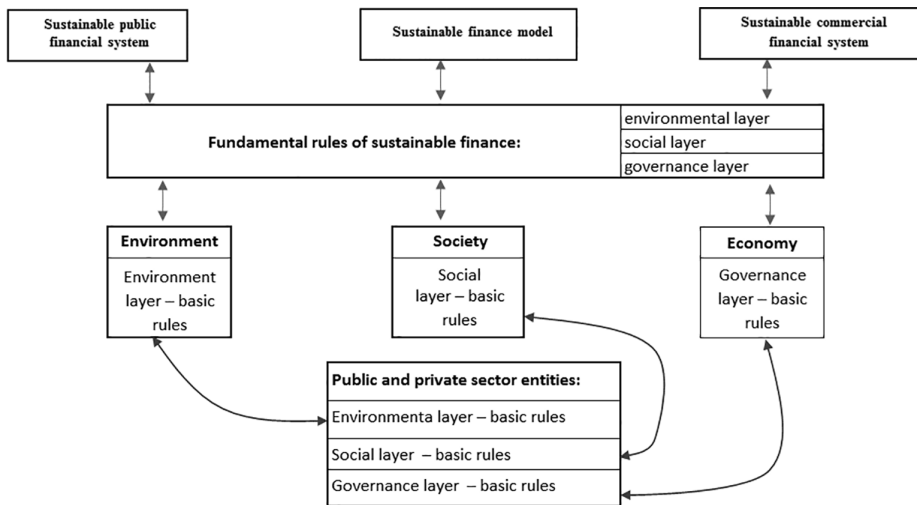 Sustainable public
financial system
Sustainable finance model
Sustainable commercial
financial system
Fundamental rules of sustainable finance:
environmental layer
social layer
governance layer
Environment
Environment
layer – basic
rules
Society
Social
layer – basic
rules
Economy
Governance
layer – basic
rules
Public and private sector entities:
Environmenta layer – basic rules
Social layer – basic rules
Governance layer – basic rules